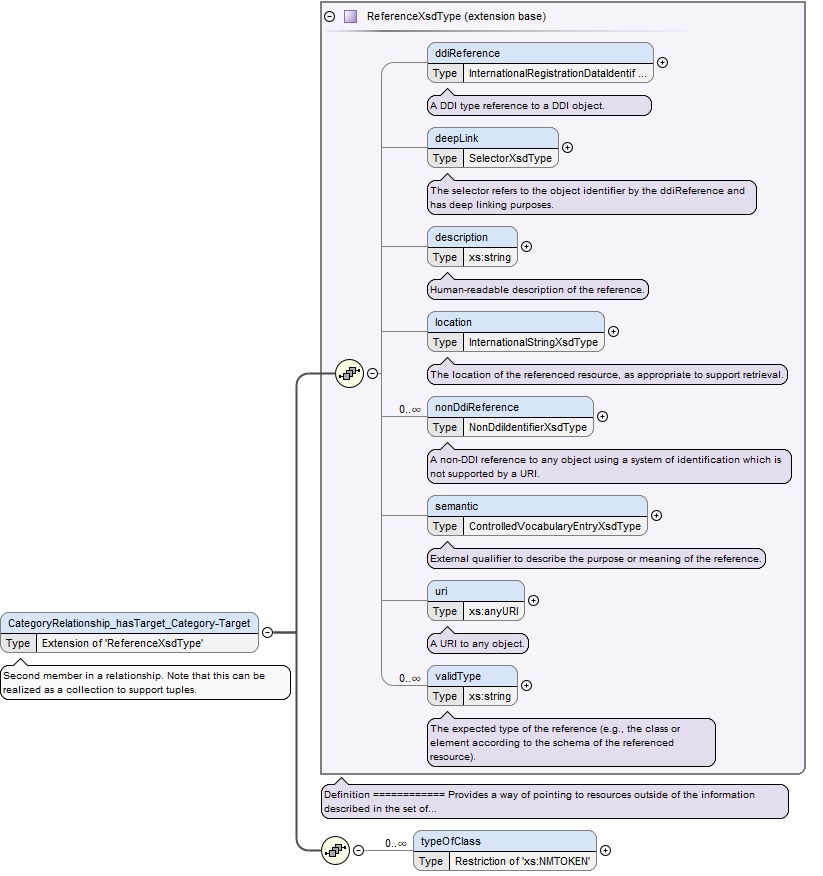 ReferenceXsdType (extension base)
ddiReference
Type InternationalRegistrationDataIdentif ...
A DDI type reference to a DDI object.
deepLink
Type SelectorXsdType
The selector refers to the object identifier by the ddiReference and
has deep linking purposes.
description
Type xs:string
Human-readable description of the reference.
location
Type InternationalStringXsdType
The location of the referenced resource, as appropriate to support retrieval.
0..∞ nonDdiReference
Type NonDdiIdentifierXsdType
A non-DDI reference to any object using a system of identification which is
not supported by a URI.
semantic
Type ControlledVocabularyEntryXsdType
External qualifier to describe the purpose or meaning of the reference.
uri
Type xs:anyURI
A URI to any object.
0..∞ validType
Type xs:string
The expected type of the reference (e.g., the class or
element according to the schema of the referenced
resource).
CategoryRelationship_hasTarget_Category-Target
Type Extension of 'ReferenceXsdType'
Second member in a relationship. Note that this can be
realized as a collection to support tuples.
Definition ============ Provides a way of pointing to resources outside of the information
described in the set of...
0..∞ typeOfClass
Type Restriction of 'xs:NMTOKEN'